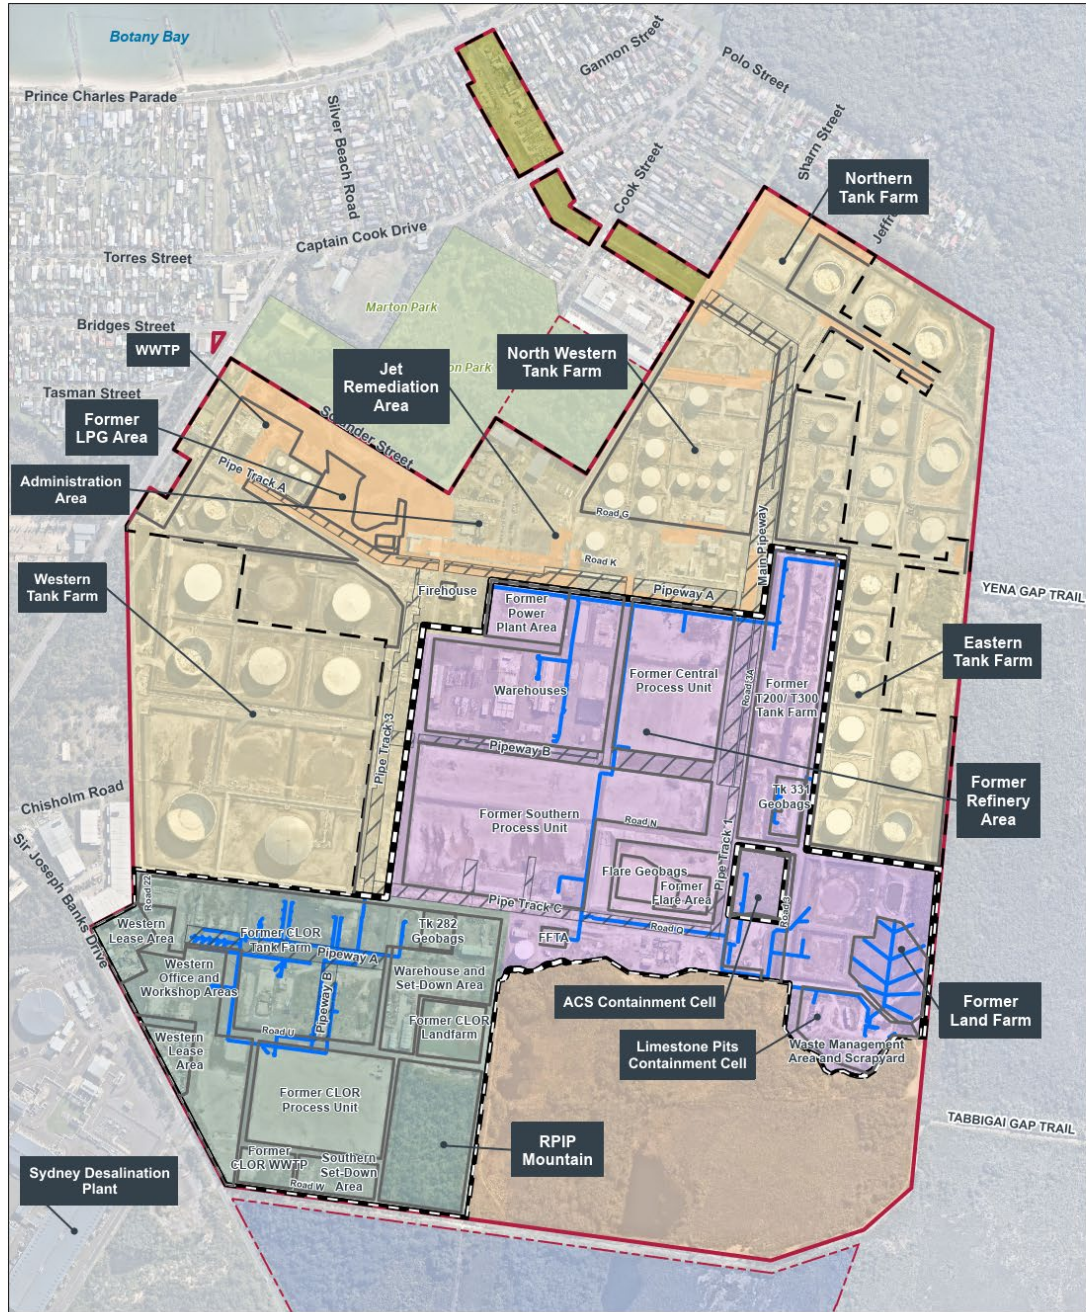 Botany Bay
Gannon Street
Polo Street
Prince Charles Parade
Silver Beach Road
Sharn Street
Cook Street
Northern
Tank Farm
Captain Cook Drive
Torres Street
Marton Park
Bridges Street
WWTP
North Western
Tank Farm
Jet
Remediation
Area
Tasman Street
Former
LPG Area
Street
Pipe Track A
Administration
Area
Road G
Main Pipeway
Road K
Western
Tank Farm
Firehouse
Pipeway A
YENA GAP TRAIL
Former
Power
Plant Area
Eastern
Tank Farm
Warehouses
Former Central
Process Unit
Road 3A
Former
T200/ T300
Tank Farm
Pipe Track 3
Pipeway B
Chisholm Road
Tk 331
Geobags
Former
Refinery
Area
Former Southern
Process Unit
Road N
Pipe Track 1
Sir Joseph Banks Drive
Flare Geobags
Former
Flare Area
Road 22
Pipe Track C
Road Q
Western
Lease Area
Former CLOR
Tank Farm
Tk 282
Geobags
FFTA
Pipeway A
Western
Office and
Workshop Areas
Pipeway B
Warehouse and
Set-Down Area
ACS Containment Cell
Former
Land Farm
Road U
Former CLOR
Landfarm
Western
Lease
Area
Limestone Pits
Containment Cell
Waste Management
Area and Scrapyard
Former CLOR
Process Unit
TABBIGAI GAP TRAIL
RPIP
Mountain
Former
CLOR WWTP
Southern
Set-Down
Area
Road W
Sydney Desalination
Plant